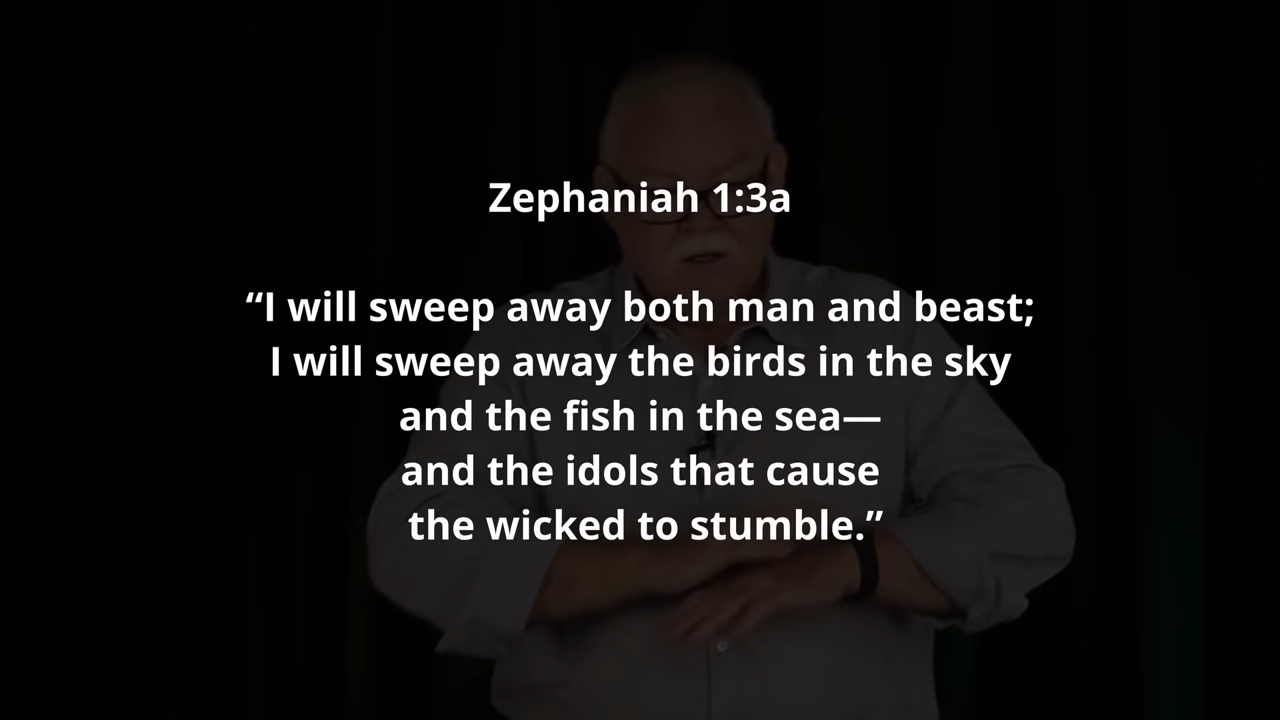 Zephaniah 1:3a
“I will sweep away both man and beast;
I will sweep away the birds in the sky
and the fish in the sea—
and the idols that cause
the wicked to stumble.”